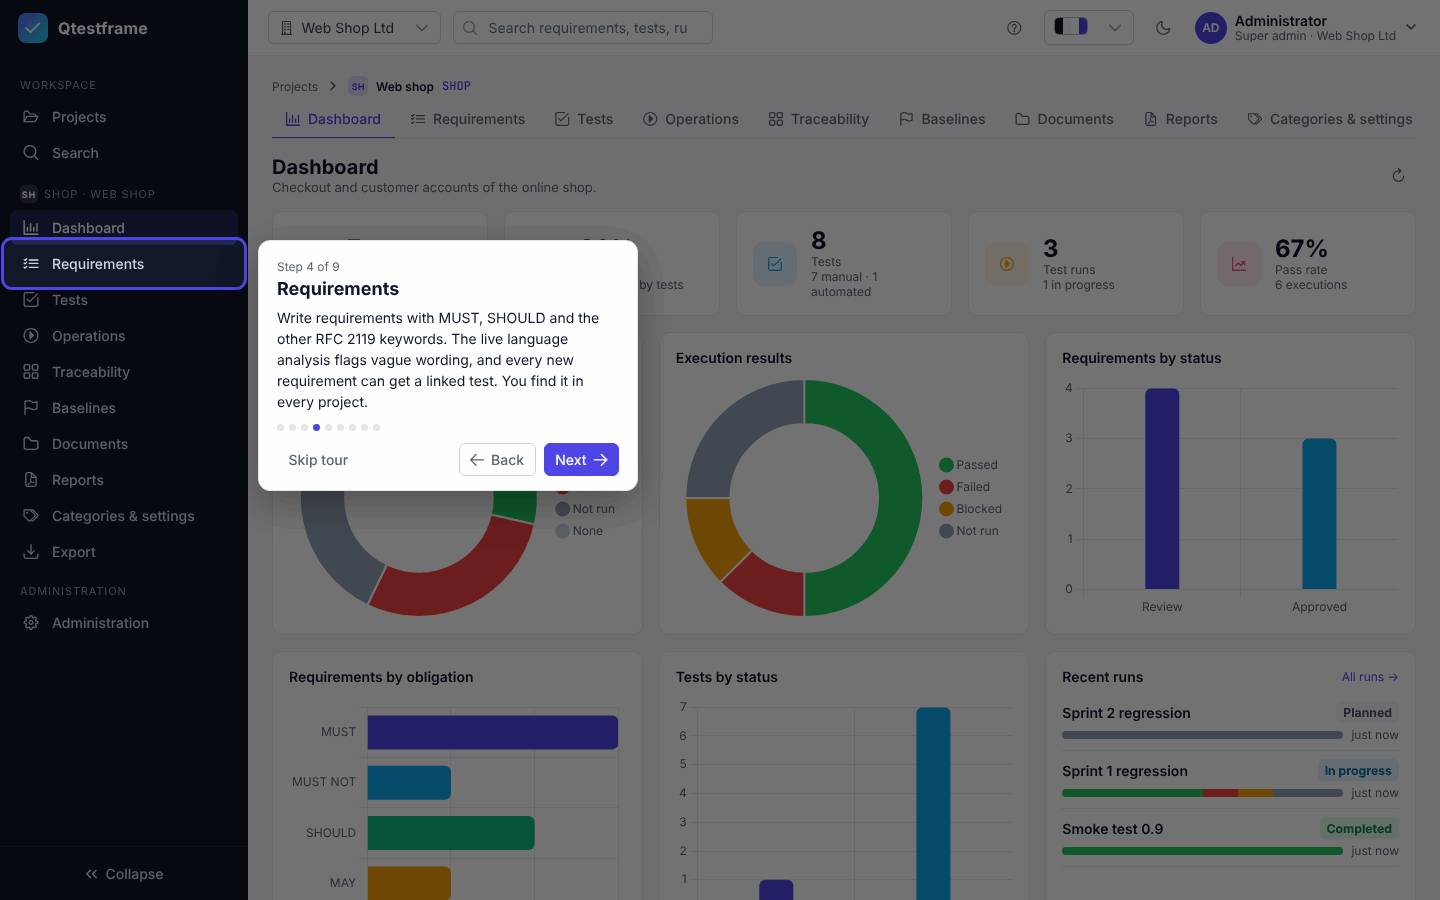 Qtestframe
WORKSPACE
Projects
Search
SH SHOP · WEB SHOP
Dashboard
Requirements
Tests
Operations
Traceability
Baselines
Documents
Reports
Categories & settings
Export
ADMINISTRATION
Administration
Collapse
Web Shop Ltd
Search requirements, tests, ru
AD
Administrator
Super admin · Web Shop Ltd
Projects
SH Web shop SHOP
Dashboard
Requirements
Tests
Operations
Traceability
Baselines
Documents
Reports
Categories & settings
Dashboard
Checkout and customer accounts of the online shop.
by tests
8
Tests
7 manual · 1
automated
3
Test runs
1 in progress
67%
Pass rate
6 executions
Step 4 of 9
Requirements
Write requirements with MUST, SHOULD and the
other RFC 2119 keywords. The live language
analysis flags vague wording, and every new
requirement can get a linked test. You find it in
every project.
Skip tour
Back
Next
Not run
None
Execution results
Passed
Failed
Blocked
Not run
Requirements by status
4
3
2
1
0
Review
Approved
Requirements by obligation
MUST
MUST NOT
SHOULD
MAY
Tests by status
7
6
5
4
3
2
1
Recent runs
All runs →
Sprint 2 regression
Planned
just now
Sprint 1 regression
In progress
just now
Smoke test 0.9
Completed
just now